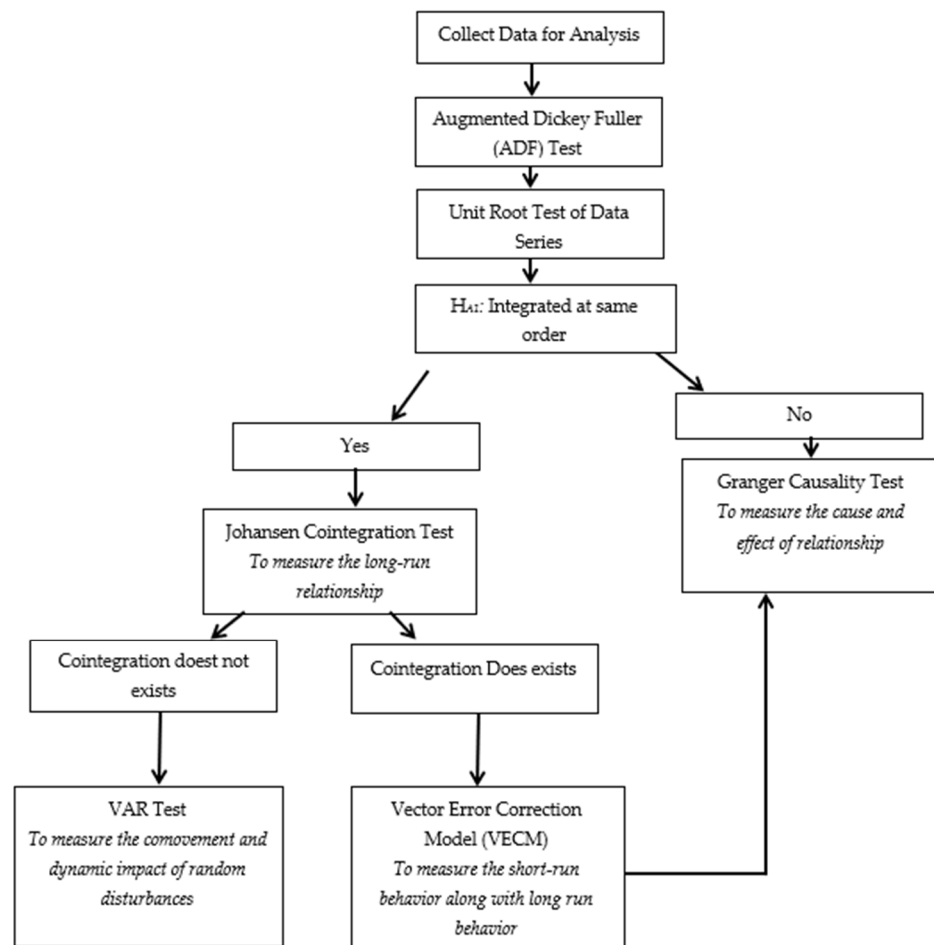 Collect Data for Analysis
Augmented Dickey Fuller
(ADF) Test
Unit Root Test of Data
Series
HA1: Integrated at same
order
Yes
No
Johansen Cointegration Test
To measure the long-run
relationship
Granger Causality Test
To measure the cause and
effect of relationship
Cointegration doest not
exists
Cointegration Does exists
VAR Test
To measure the comovement and
dynamic impact of random
disturbances
Vector Error Correction
Model (VECM)
To measure the short-run
behavior along with long run
behavior